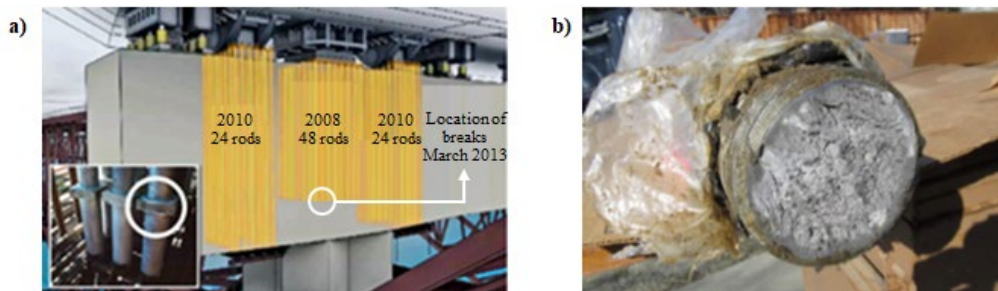 a)
2010
24 rods
2008
48 rods
2010
24 rods
Location of
breaks
March 2013
b)